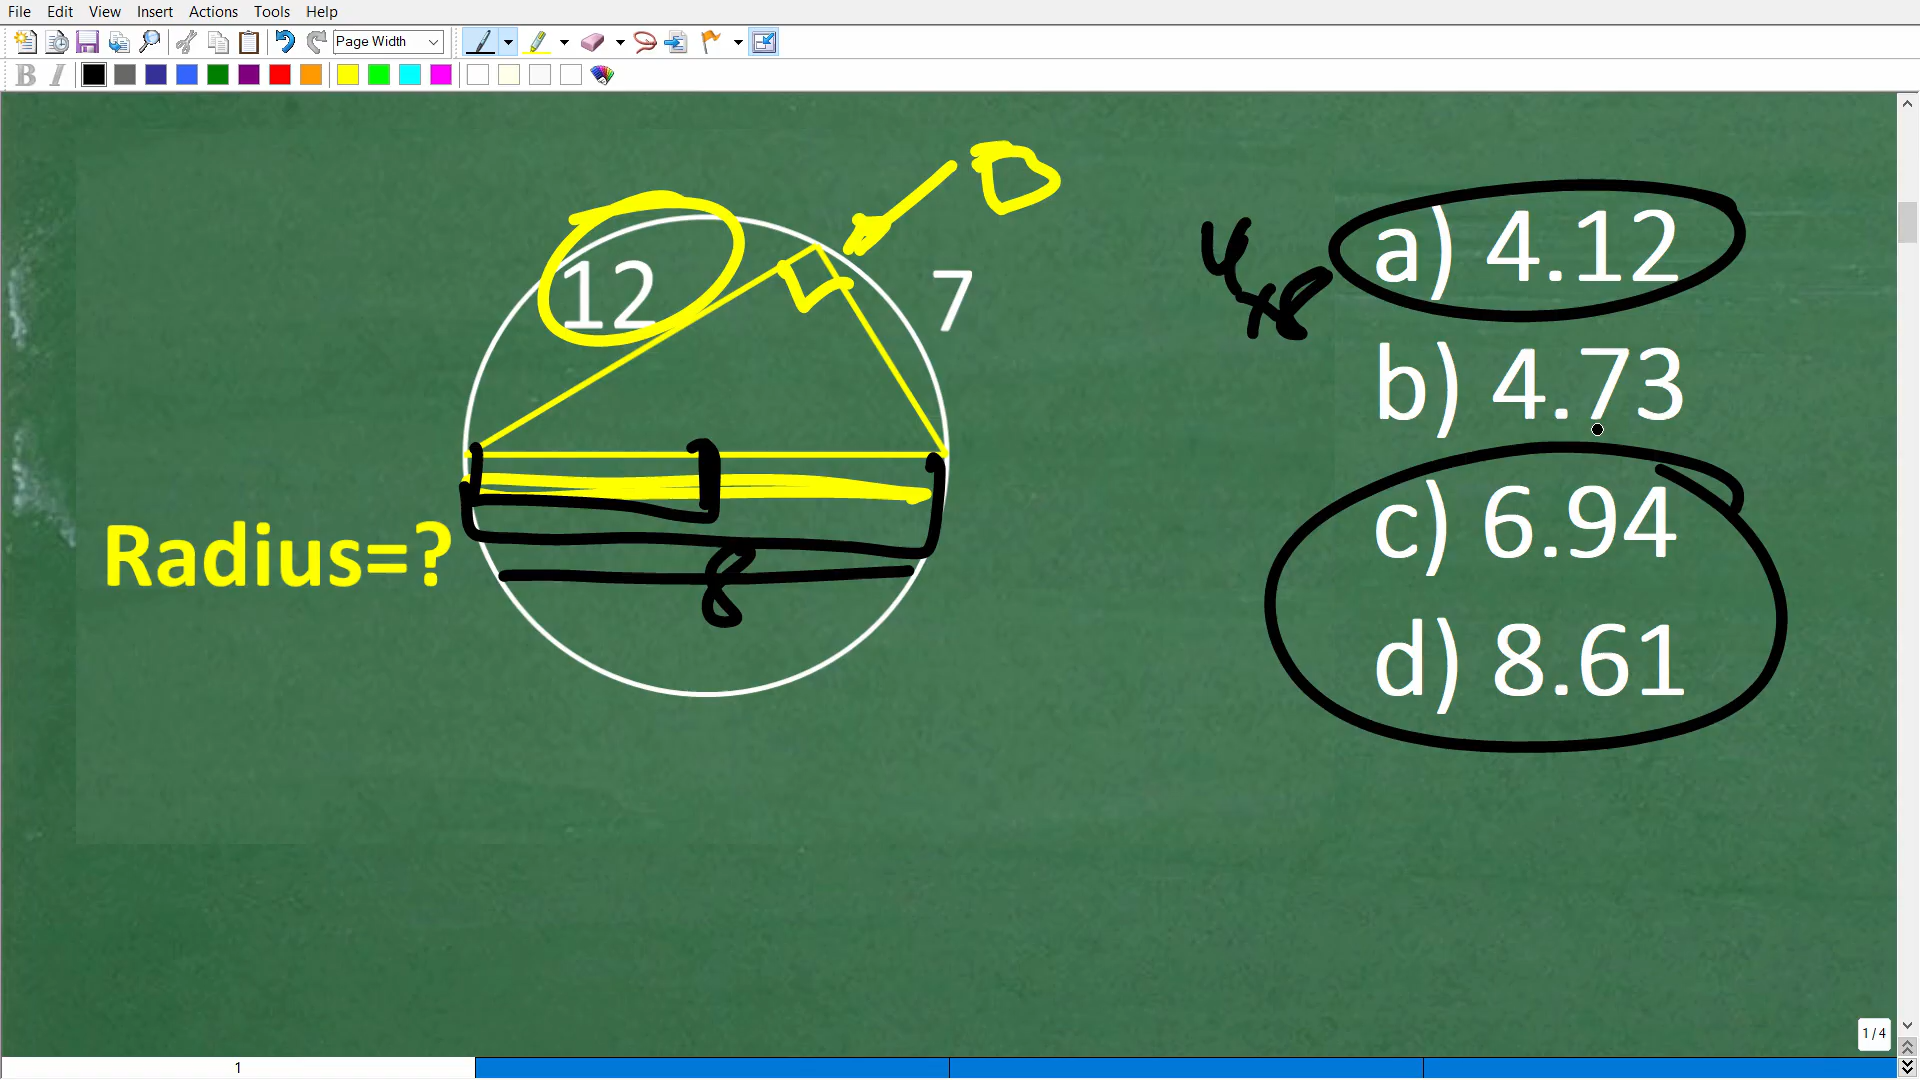 File Edit View Insert Actions Tools Help
Page Width
B I
12
7
8
Radius=?
a) 4.12
b) 4.73
c) 6.94
d) 8.61
1 / 4
1